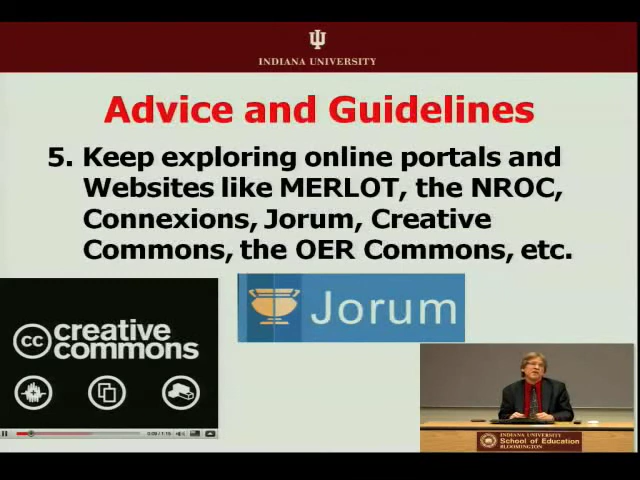 INDIANA UNIVERSITY
Advice and Guidelines
5. Keep exploring online portals and
Websites like MERLOT, the NROC,
Connexions, Jorum, Creative
Commons, the OER Commons, etc.
cc creative
commons
Jorum
INDIANA UNIVERSITY
School of Education
BLOOMINGTON